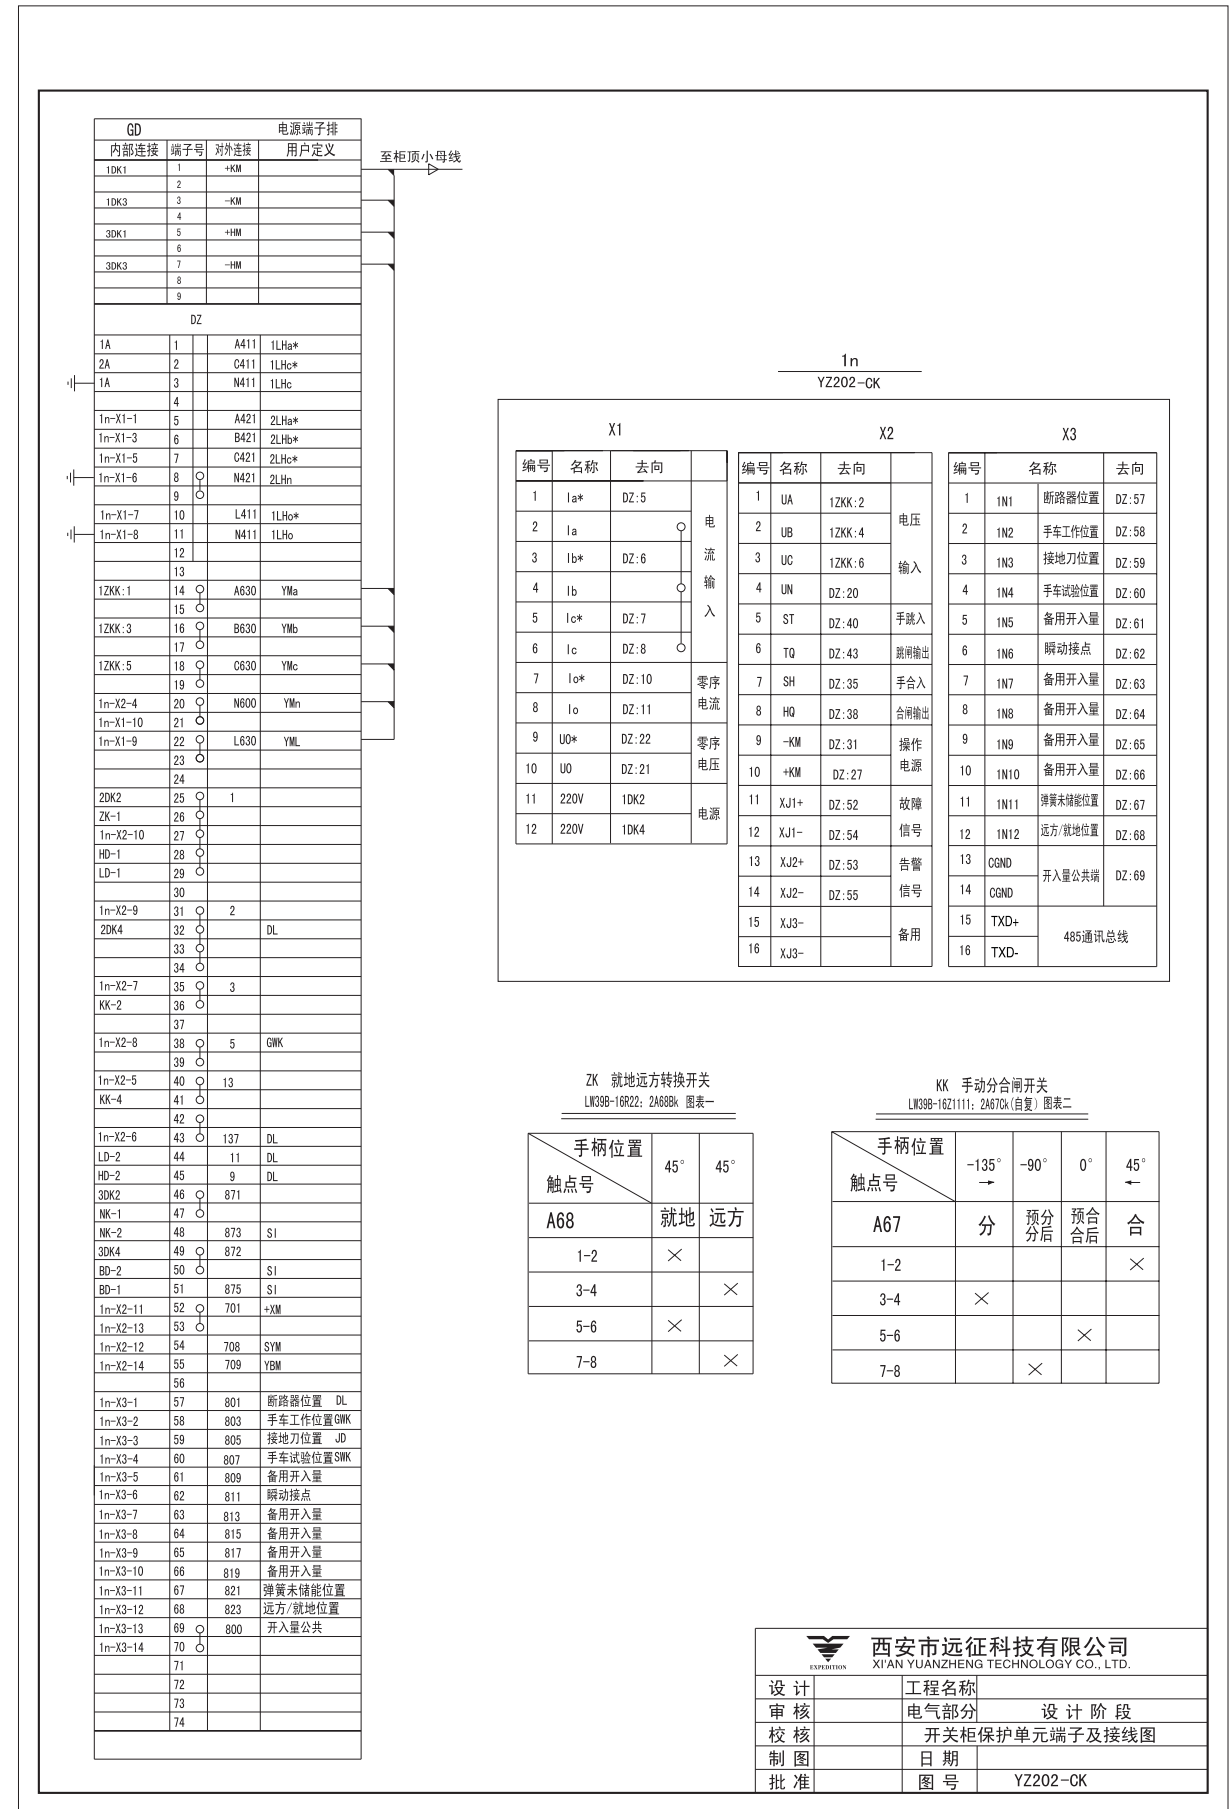 GD 电源端子排
内部连接 端子号 对外连接 用户定义
1DK1 1 +KM
2
1DK3 3 -KM
4
3DK1 5 +HM
6
3DK3 7 -HM
8
9
至柜顶小母线
DZ
1A 1 A411 1LHa*
2A 2 C411 1LHc*
1A 3 N411 1LHc
4
1n-X1-1 5 A421 2LHa*
1n-X1-3 6 B421 2LHb*
1n-X1-5 7 C421 2LHc*
1n-X1-6 8 N421 2LHn
9
1n-X1-7 10 L411 1LHo*
1n-X1-8 11 N411 1LHo
12
13
1ZKK:1 14 A630 YMa
15
1ZKK:3 16 B630 YMb
17
1ZKK:5 18 C630 YMc
19
1n-X2-4 20 N600 YMn
1n-X1-10 21
1n-X1-9 22 L630 YML
23
24
2DK2 25 1
ZK-1 26
1n-X2-10 27
HD-1 28
LD-1 29
30
1n-X2-9 31 2
2DK4 32 DL
33
34
1n-X2-7 35 3
KK-2 36
37
1n-X2-8 38 5 GWK
39
1n-X2-5 40 13
KK-4 41
42
1n-X2-6 43 137 DL
LD-2 44 11 DL
HD-2 45 9 DL
3DK2 46 871
NK-1 47
NK-2 48 873 SI
3DK4 49 872
BD-2 50 SI
BD-1 51 875 SI
1n-X2-11 52 701 +XM
1n-X2-13 53
1n-X2-12 54 708 SYM
1n-X2-14 55 709 YBM
56
1n-X3-1 57 801 断路器位置 DL
1n-X3-2 58 803 手车工作位置GWK
1n-X3-3 59 805 接地刀位置 JD
1n-X3-4 60 807 手车试验位置SWK
1n-X3-5 61 809 备用开入量
1n-X3-6 62 811 瞬动接点
1n-X3-7 63 813 备用开入量
1n-X3-8 64 815 备用开入量
1n-X3-9 65 817 备用开入量
1n-X3-10 66 819 备用开入量
1n-X3-11 67 821 弹簧未储能位置
1n-X3-12 68 823 远方/就地位置
1n-X3-13 69 800 开入量公共
1n-X3-14 70
71
72
73
74
1n
YZ202-CK
X1
编号 名称 去向
1 Ia* DZ:5
2 Ia
3 Ib* DZ:6
4 Ib
5 Ic* DZ:7
6 Ic DZ:8
电流输入
7 Io* DZ:10
8 Io DZ:11
零序电流
9 U0* DZ:22
10 U0 DZ:21
零序电压
11 220V 1DK2
12 220V 1DK4
电源
X2
编号 名称 去向
1 UA 1ZKK:2
2 UB 1ZKK:4
3 UC 1ZKK:6
4 UN DZ:20
电压输入
5 ST DZ:40 手跳入
6 TQ DZ:43 跳闸输出
7 SH DZ:35 手合入
8 HQ DZ:38 合闸输出
9 -KM DZ:31
10 +KM DZ:27
操作电源
11 XJ1+ DZ:52
12 XJ1- DZ:54
故障信号
13 XJ2+ DZ:53
14 XJ2- DZ:55
告警信号
15 XJ3-
16 XJ3-
备用
X3
编号 名称 去向
1 1N1 断路器位置 DZ:57
2 1N2 手车工作位置 DZ:58
3 1N3 接地刀位置 DZ:59
4 1N4 手车试验位置 DZ:60
5 1N5 备用开入量 DZ:61
6 1N6 瞬动接点 DZ:62
7 1N7 备用开入量 DZ:63
8 1N8 备用开入量 DZ:64
9 1N9 备用开入量 DZ:65
10 1N10 备用开入量 DZ:66
11 1N11 弹簧未储能位置 DZ:67
12 1N12 远方/就地位置 DZ:68
13 CGND
14 CGND
开入量公共端 DZ:69
15 TXD+
16 TXD-
485通讯总线
ZK 就地远方转换开关
LW39B-16R22; 2A68Bk 图表一
手柄位置 45° 45°
触点号
A68 就地 远方
1-2 ×
3-4 ×
5-6 ×
7-8 ×
KK 手动分合闸开关
LW39B-16Z1111; 2A67Ck(自复) 图表二
手柄位置 -135° → -90° 0° 45° ←
触点号
A67 分 预分分后 预合合后 合
1-2 ×
3-4 ×
5-6 ×
7-8 ×
EXPEDITION
西安市远征科技有限公司
XI'AN YUANZHENG TECHNOLOGY CO., LTD.
设计 工程名称
审核 电气部分 设计阶段
校核 开关柜保护单元端子及接线图
制图 日期
批准 图号 YZ202-CK